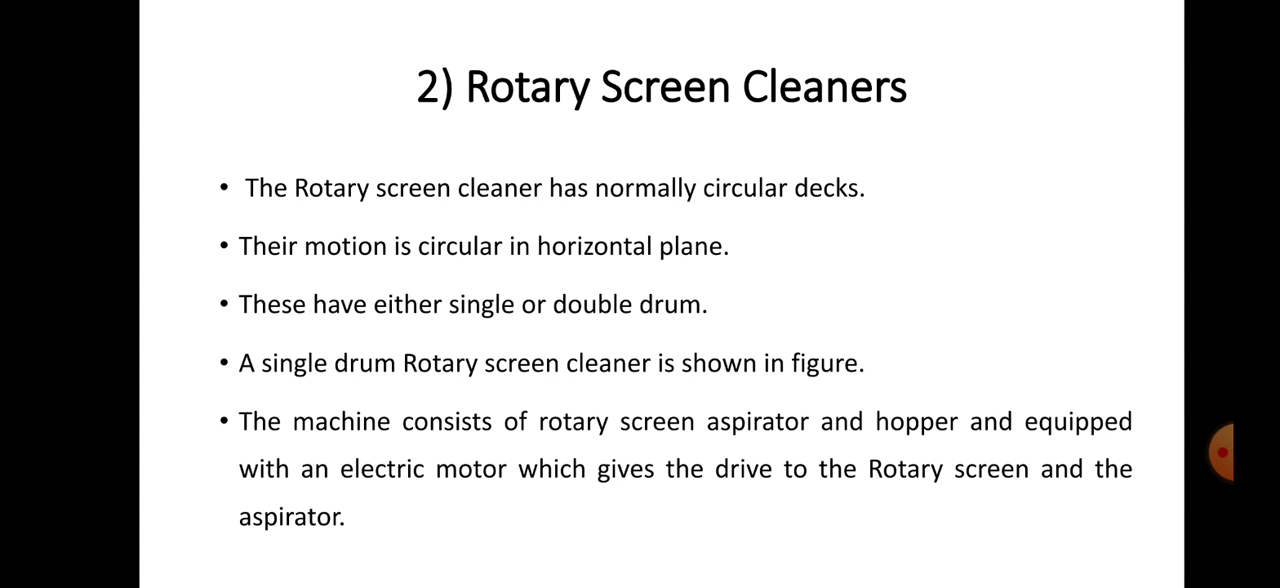 2) Rotary Screen Cleaners
• The Rotary screen cleaner has normally circular decks.
• Their motion is circular in horizontal plane.
• These have either single or double drum.
• A single drum Rotary screen cleaner is shown in figure.
• The machine consists of rotary screen aspirator and hopper and equipped
with an electric motor which gives the drive to the Rotary screen and the
aspirator.